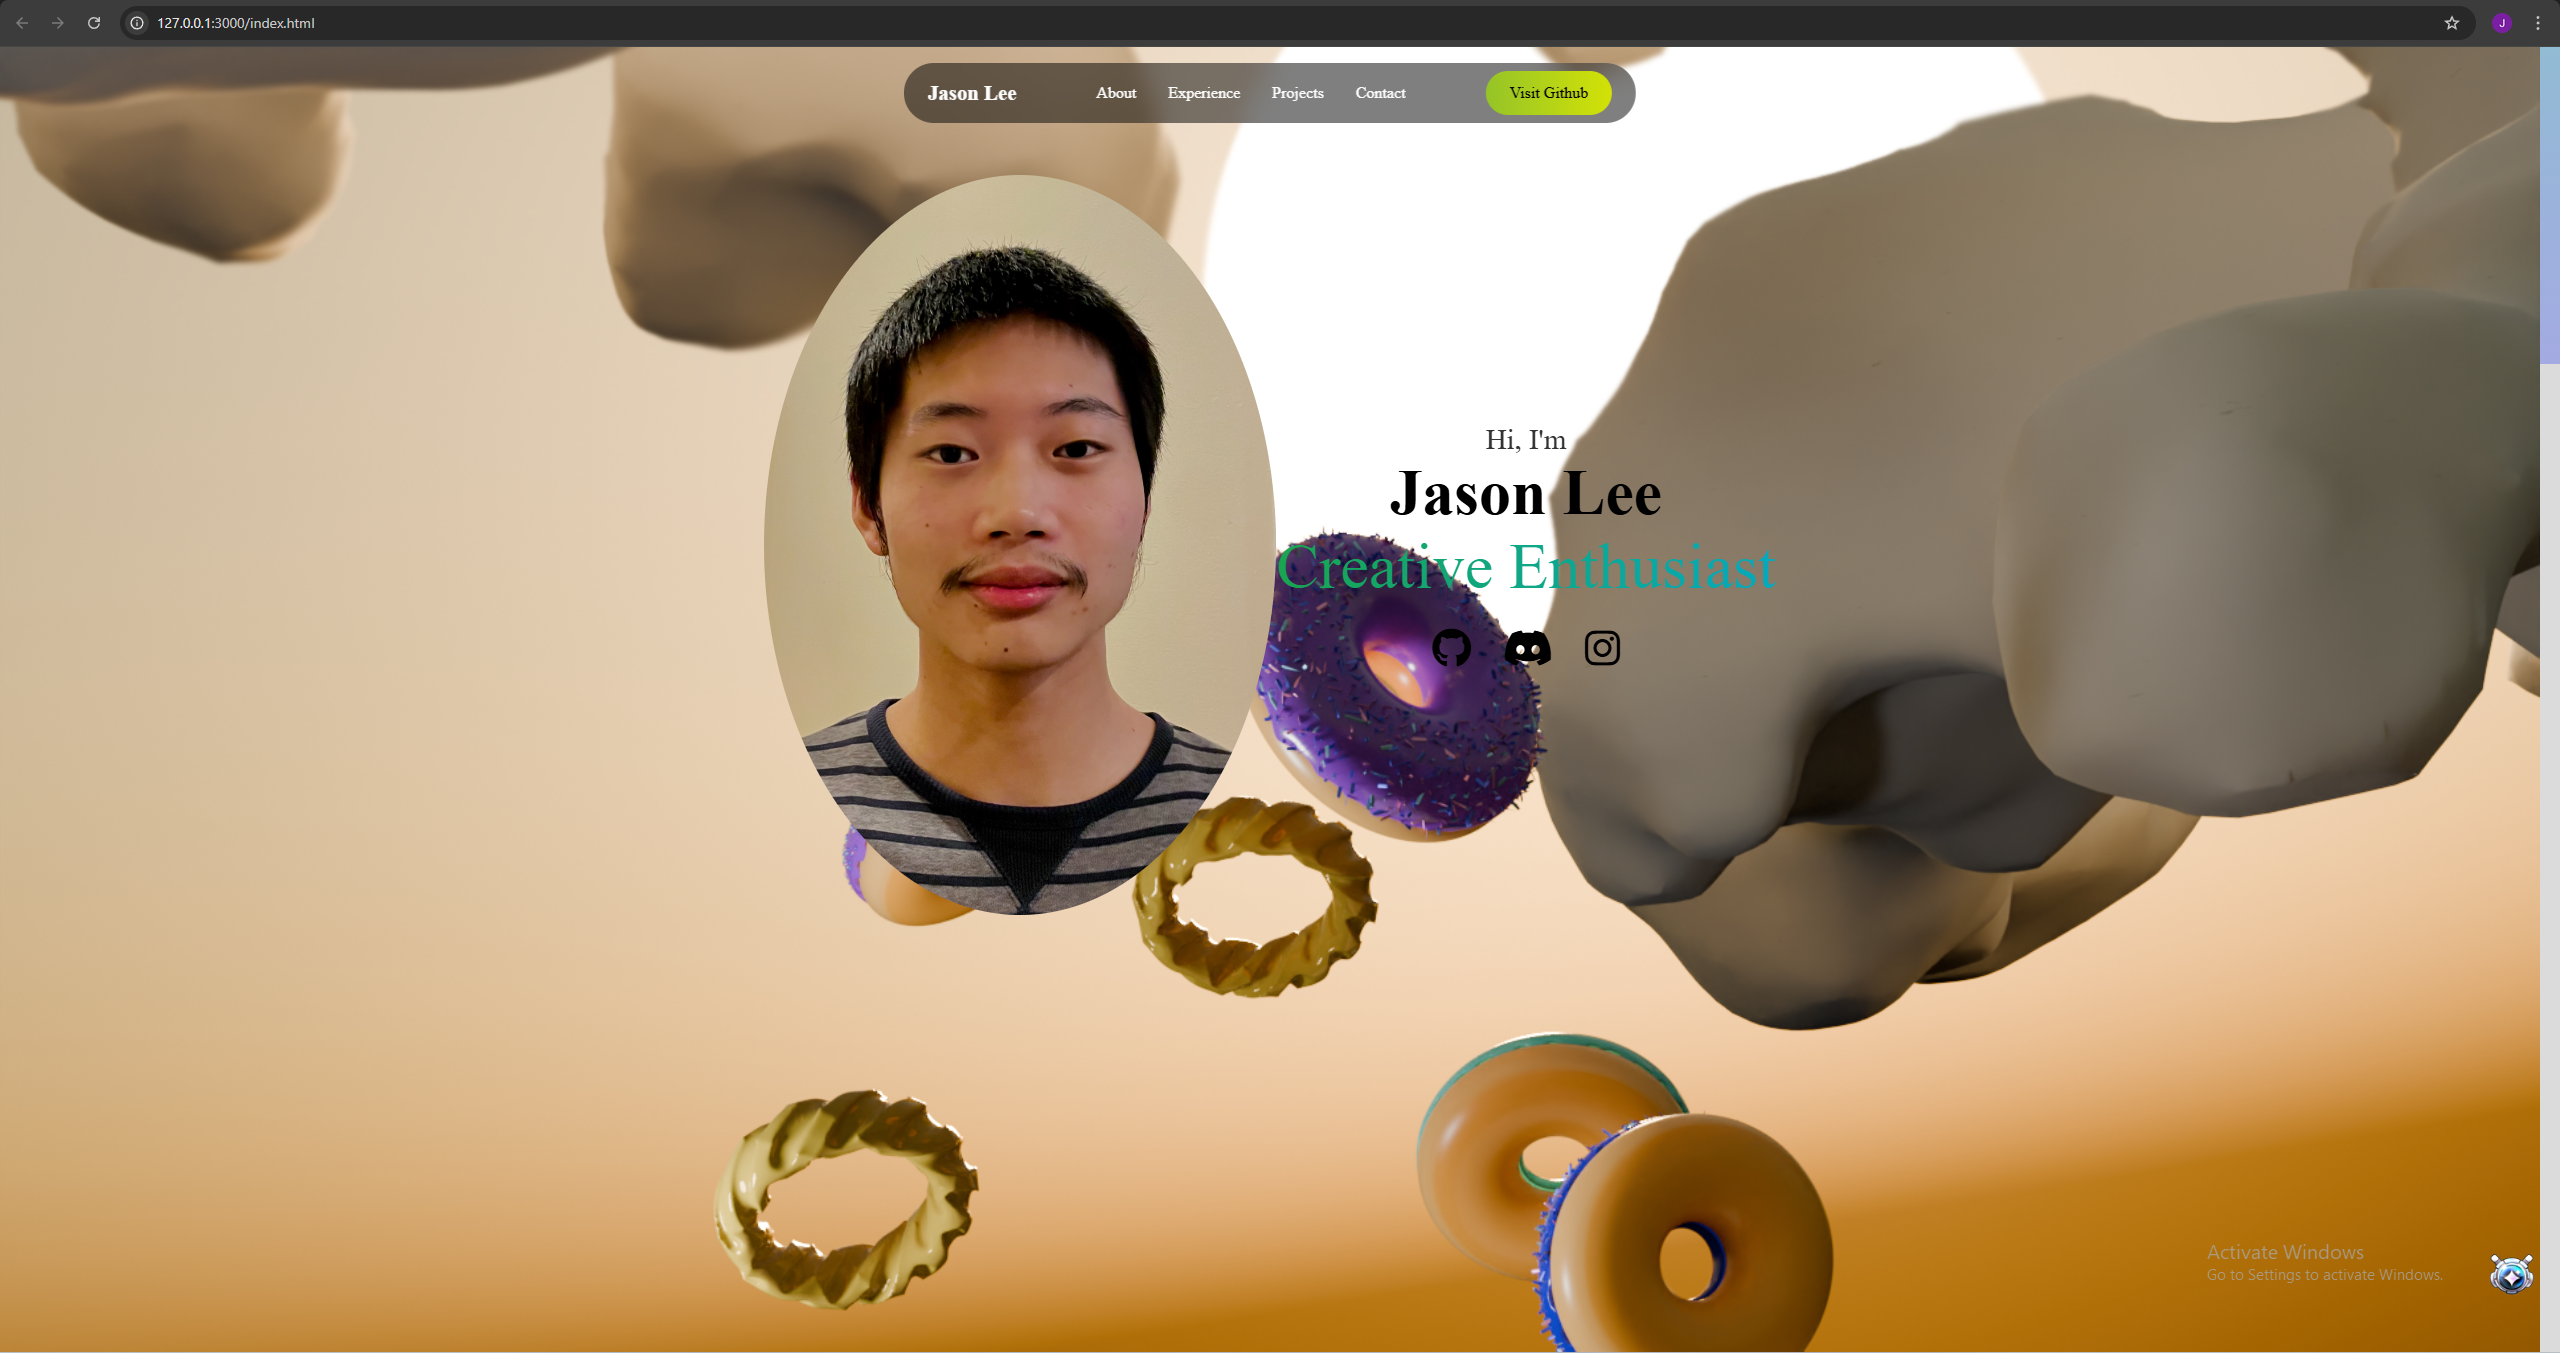 127.0.0.1:3000/index.html
J
Jason Lee
About
Experience
Projects
Contact
Visit Github
Hi, I'm
Jason Lee
Creative Enthusiast
Activate Windows
Go to Settings to activate Windows.